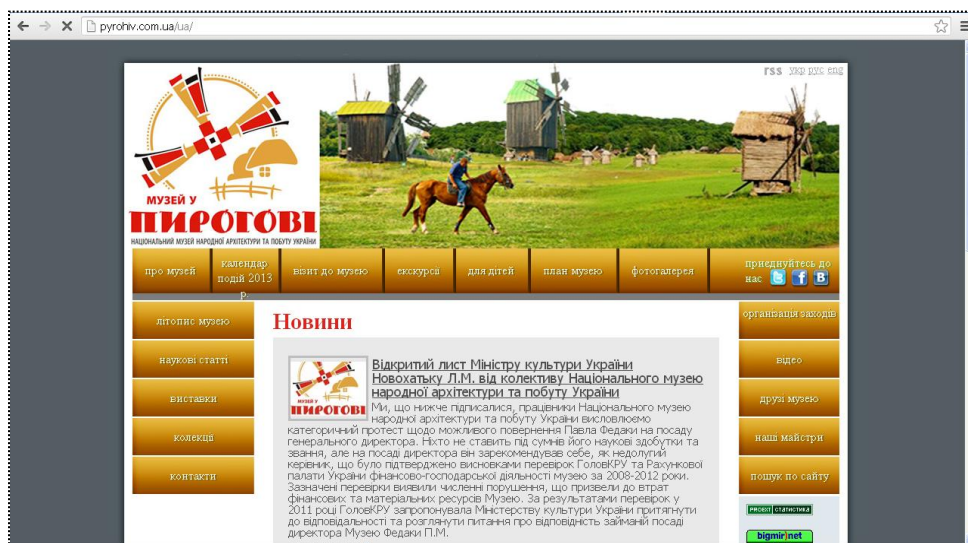 pyrohiv.com.ua/ua/
rss укр рус eng
МУЗЕЙ У
ПИРОГОВІ
НАЦІОНАЛЬНИЙ МУЗЕЙ НАРОДНОЇ АРХІТЕКТУРИ ТА ПОБУТУ УКРАЇНИ
про музей
календар
подій 2013
р.
візит до музею
екскурсії
для дітей
план музею
фотогалерея
приєднуйтесь до
нас
літопис музею
наукові статті
виставки
колекції
контакти
Новини
МУЗЕЙ У
ПИРОГОВІ
Відкритий лист Міністру культури України
Новохатьку Л.М. від колективу Національного музею
народної архітектури та побуту України
Ми, що нижче підписалися, працівники Національного музею
народної архітектури та побуту України висловлюємо
категоричний протест щодо можливого повернення Павла Федаки на посаду
генерального директора. Ніхто не ставить під сумнів його наукові здобутки та
звання, але на посаді директора він зарекомендував себе, як недолугий
керівник, що було підтверджено висновками перевірок ГоловКРУ та Рахункової
палати України фінансово-господарської діяльності музею за 2008-2012 роки.
Зазначені перевірки виявили численні порушення, що призвели до втрат
фінансових та матеріальних ресурсів Музею. За результатами перевірок у
2011 році ГоловКРУ запропонувала Міністерству культури України притягнути
до відповідальності та розглянути питання про відповідність займаній посаді
директора Музею Федаки П.М.
організація заходів
відео
друзі музею
наші майстри
пошук по сайту
PROEXT СТАТИСТИКА
bigmir)net